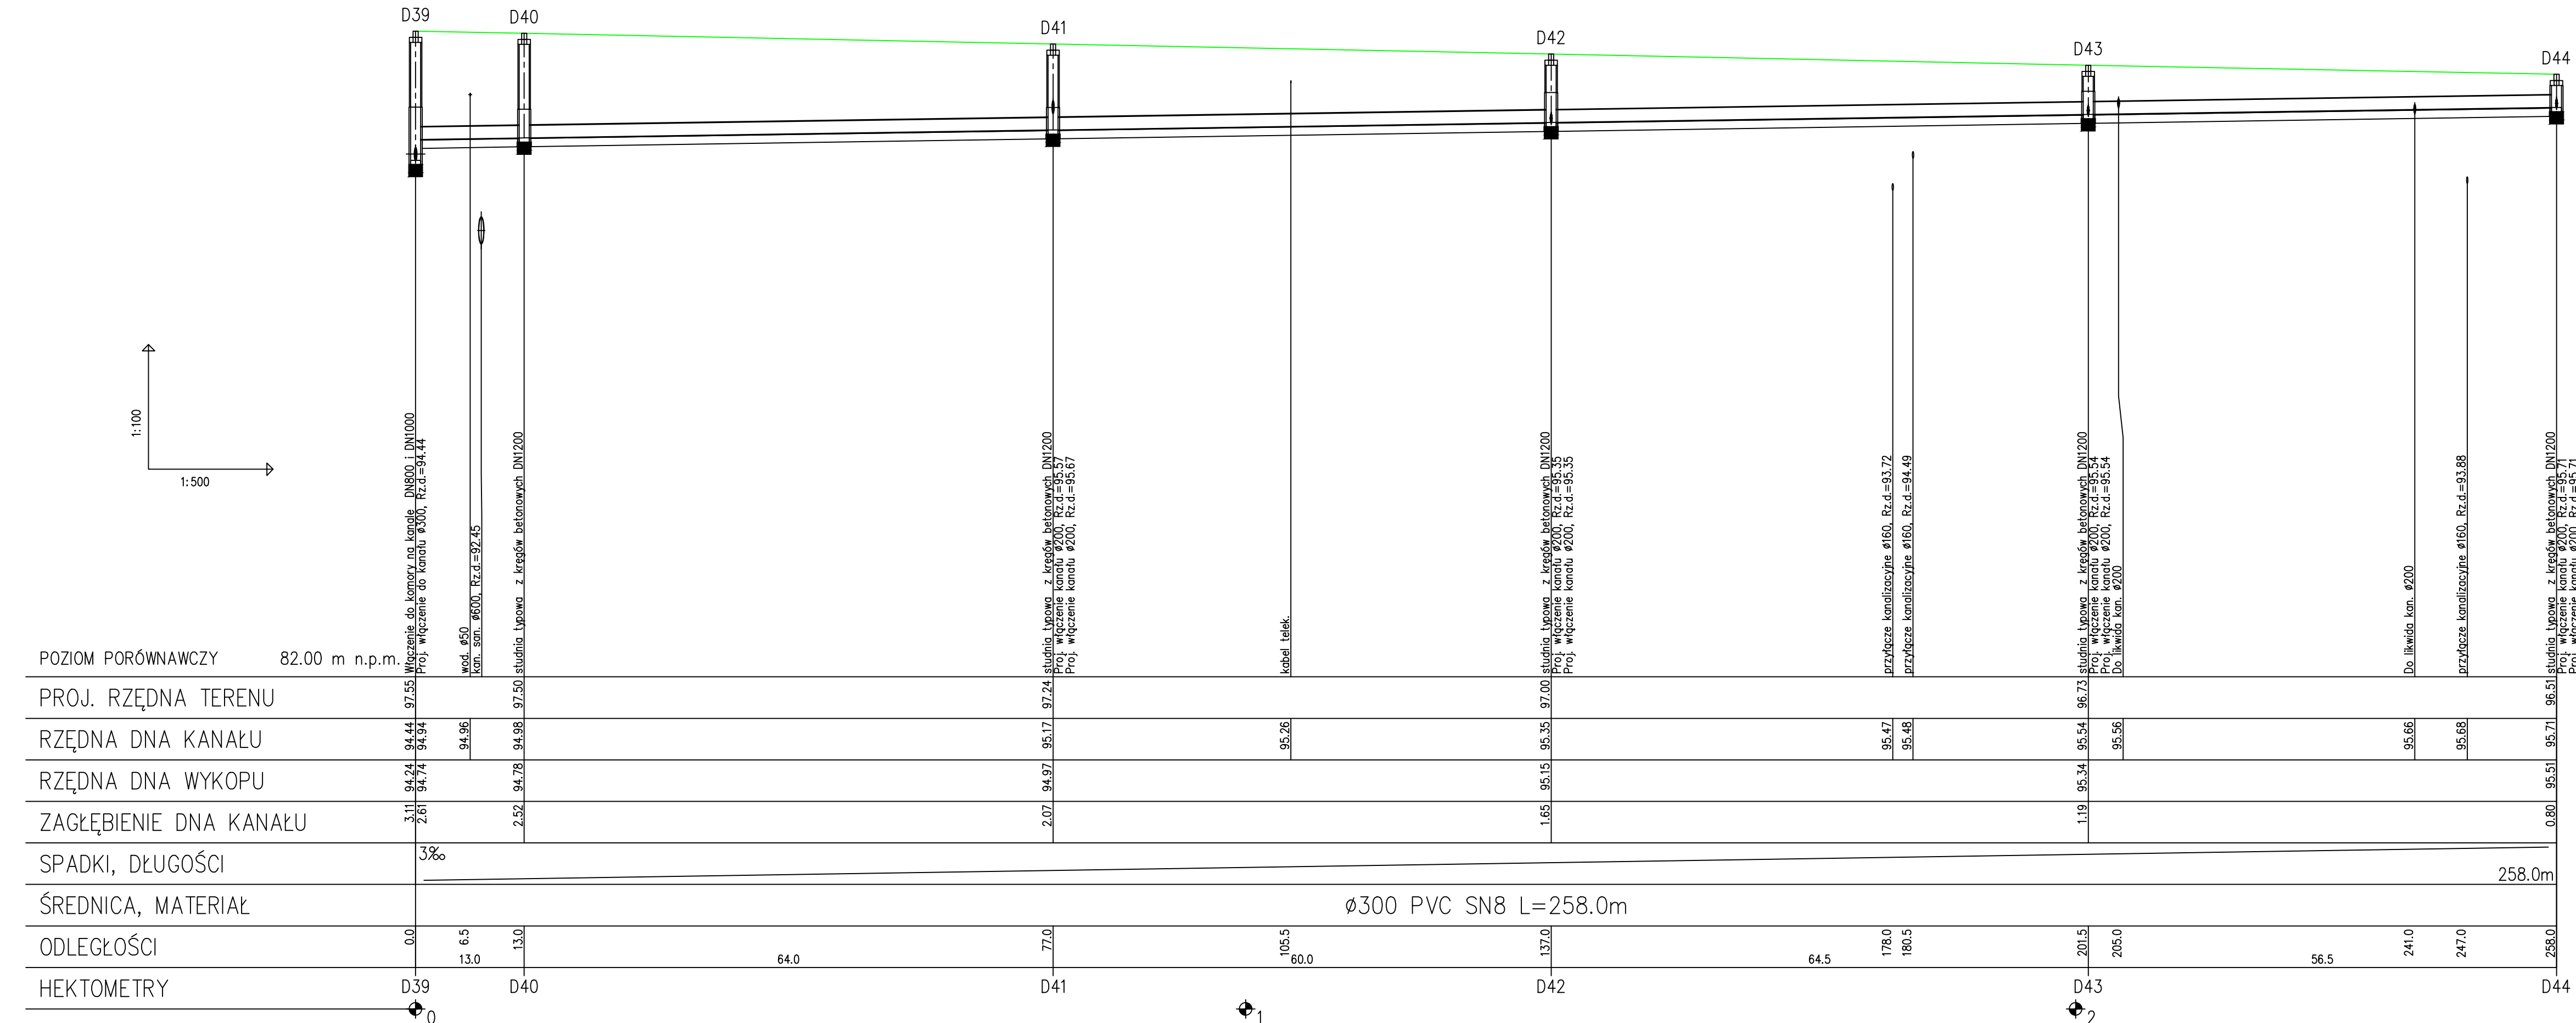 D39
D40
D41
D42
D43
D44
1:100
1:500
Włączenie do komory na kanale DN800 i DN1000
Proj. włączenie do kanału ø300, Rz.d.=94.44
wod. ø50
kan. san. ø600, Rz.d.=92.45
studnia typowa z kręgów betonowych DN1200
studnia typowa z kręgów betonowych DN1200
Proj. włączenie kanału ø200, Rz.d.=95.57
Proj. włączenie kanału ø200, Rz.d.=95.67
kabel telek.
studnia typowa z kręgów betonowych DN1200
Proj. włączenie kanału ø200, Rz.d.=95.35
Proj. włączenie kanału ø200, Rz.d.=95.35
przyłącze kanalizacyjne ø160, Rz.d.=93.72
przyłącze kanalizacyjne ø160, Rz.d.=94.49
studnia typowa z kręgów betonowych DN1200
Proj. włączenie kanału ø200, Rz.d.=95.54
Proj. włączenie kanału ø200, Rz.d.=95.54
Do likwida kan. ø200
Do likwida kan. ø200
przyłącze kanalizacyjne ø160, Rz.d.=93.88
studnia typowa z kręgów betonowych DN1200
Proj. włączenie kanału ø200, Rz.d.=95.71
Proj. włączenie kanału ø200, Rz.d.=95.71
POZIOM PORÓWNAWCZY 82.00 m n.p.m.
PROJ. RZĘDNA TERENU 97.55 97.50 97.24 97.00 96.73 96.51
RZĘDNA DNA KANAŁU 94.44 94.94 94.96 94.98 95.17 95.26 95.35 95.47 95.48 95.54 95.56 95.66 95.68 95.71
RZĘDNA DNA WYKOPU 94.24 94.74 94.78 94.97 95.15 95.34 95.51
ZAGŁĘBIENIE DNA KANAŁU 3.11 2.61 2.52 2.07 1.65 1.19 0.80
SPADKI, DŁUGOŚCI 3‰ 258.0m
ŚREDNICA, MATERIAŁ ø300 PVC SN8 L=258.0m
ODLEGŁOŚCI 0.0 6.5 13.0 77.0 105.5 137.0 178.0 180.5 201.5 205.0 241.0 247.0 258.0
13.0 64.0 60.0 64.5 56.5
HEKTOMETRY D39 D40 D41 D42 D43 D44
0 1 2